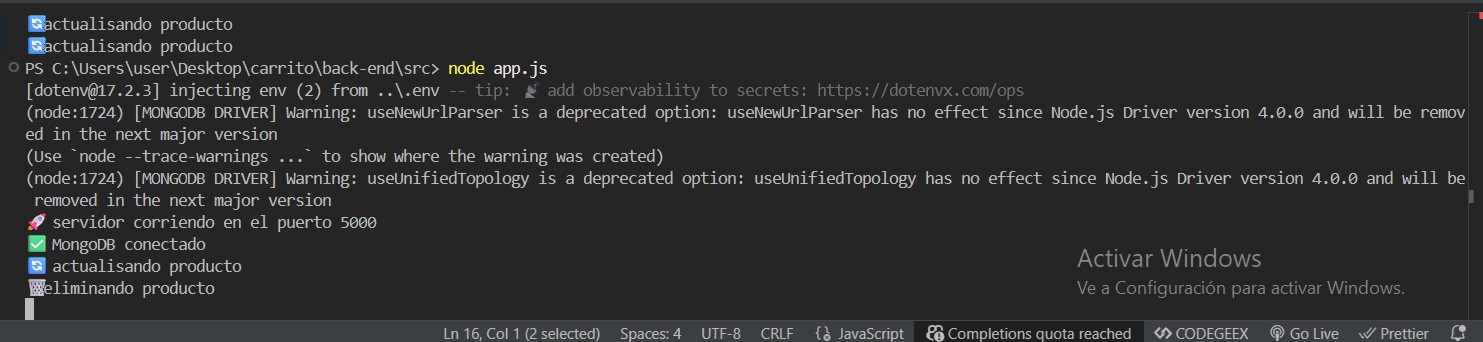 🔄actualisando producto
🔄actualisando producto
PS C:\Users\user\Desktop\carrito\back-end\src> node app.js
[dotenv@17.2.3] injecting env (2) from ..\.env -- tip: 📡 add observability to secrets: https://dotenvx.com/ops
(node:1724) [MONGODB DRIVER] Warning: useNewUrlParser is a deprecated option: useNewUrlParser has no effect since Node.js Driver version 4.0.0 and will be remov
ed in the next major version
(Use `node --trace-warnings ...` to show where the warning was created)
(node:1724) [MONGODB DRIVER] Warning: useUnifiedTopology is a deprecated option: useUnifiedTopology has no effect since Node.js Driver version 4.0.0 and will be
 removed in the next major version
🚀 servidor corriendo en el puerto 5000
✅ MongoDB conectado
🔄 actualisando producto
🗑️eliminando producto
Activar Windows
Ve a Configuración para activar Windows.
Ln 16, Col 1 (2 selected) Spaces: 4 UTF-8 CRLF {} JavaScript Completions quota reached CODEGEEX Go Live Prettier